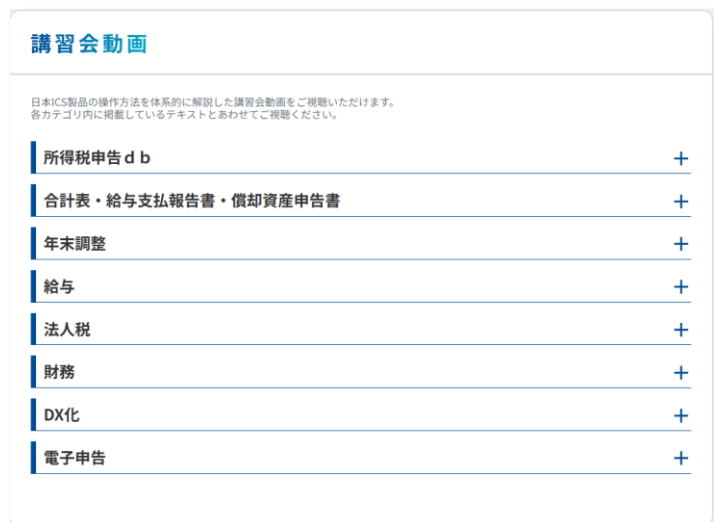 講習会動画
日本ICS製品の操作方法を体系的に解説した講習会動画をご視聴いただけます。
各カテゴリ内に掲載しているテキストとあわせてご視聴ください。
所得税申告ｄｂ
合計表・給与支払報告書・償却資産申告書
年末調整
給与
法人税
財務
DX化
電子申告